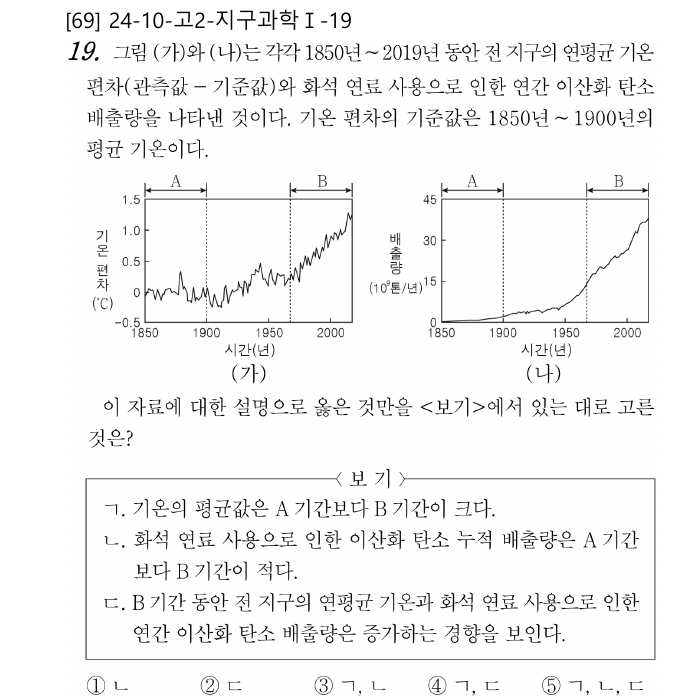 [69] 24-10-고2-지구과학Ⅰ-19
19. 그림 (가)와 (나)는 각각 1850년~2019년 동안 전 지구의 연평균 기온
편차(관측값 - 기준값)와 화석 연료 사용으로 인한 연간 이산화 탄소
배출량을 나타낸 것이다. 기온 편차의 기준값은 1850년~1900년의
평균 기온이다.
A B
1.5
1.0
0.5
0
-0.5
기온 편차 (℃)
1850 1900 1950 2000
시간(년)
(가)
A B
45
30
15
0
배출량 (10⁹톤/년)
1850 1900 1950 2000
시간(년)
(나)
이 자료에 대한 설명으로 옳은 것만을 <보기>에서 있는 대로 고른
것은?
〈보기〉
ㄱ. 기온의 평균값은 A 기간보다 B 기간이 크다.
ㄴ. 화석 연료 사용으로 인한 이산화 탄소 누적 배출량은 A 기간
보다 B 기간이 적다.
ㄷ. B 기간 동안 전 지구의 연평균 기온과 화석 연료 사용으로 인한
연간 이산화 탄소 배출량은 증가하는 경향을 보인다.
① ㄴ ② ㄷ ③ ㄱ, ㄴ ④ ㄱ, ㄷ ⑤ ㄱ, ㄴ, ㄷ